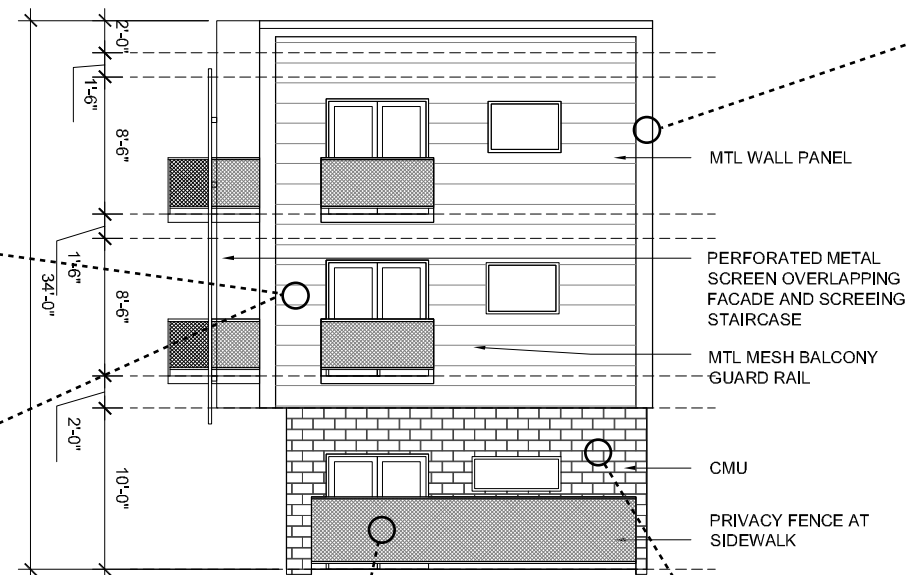 2'-0"
1'-6"
8'-6"
1'-6"
34'-0"
8'-6"
2'-0"
10'-0"
MTL WALL PANEL
PERFORATED METAL
SCREEN OVERLAPPING
FACADE AND SCREEING
STAIRCASE
MTL MESH BALCONY
GUARD RAIL
CMU
PRIVACY FENCE AT
SIDEWALK